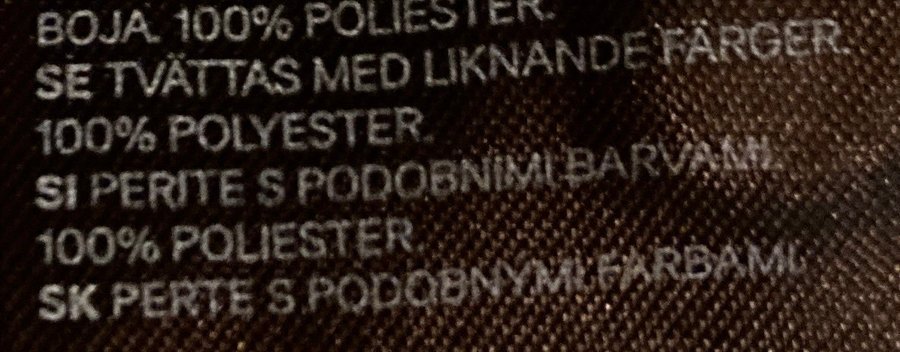 BOJA. 100% POLIESTER.
SE TVÄTTAS MED LIKNANDE FÄRGER.
100% POLYESTER.
SI PERITE S PODOBNIMI BARVAMI.
100% POLIESTER.
SK PERTE S PODOBNÝMI FARBAMI.